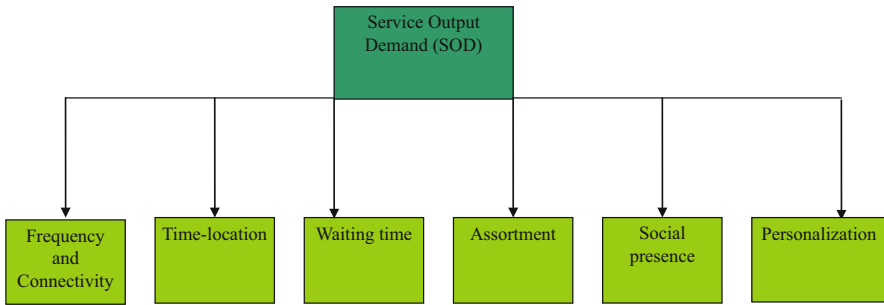 Service Output
Demand (SOD)
Frequency
and
Connectivity
Time-location
Waiting time
Assortment
Social
presence
Personalization